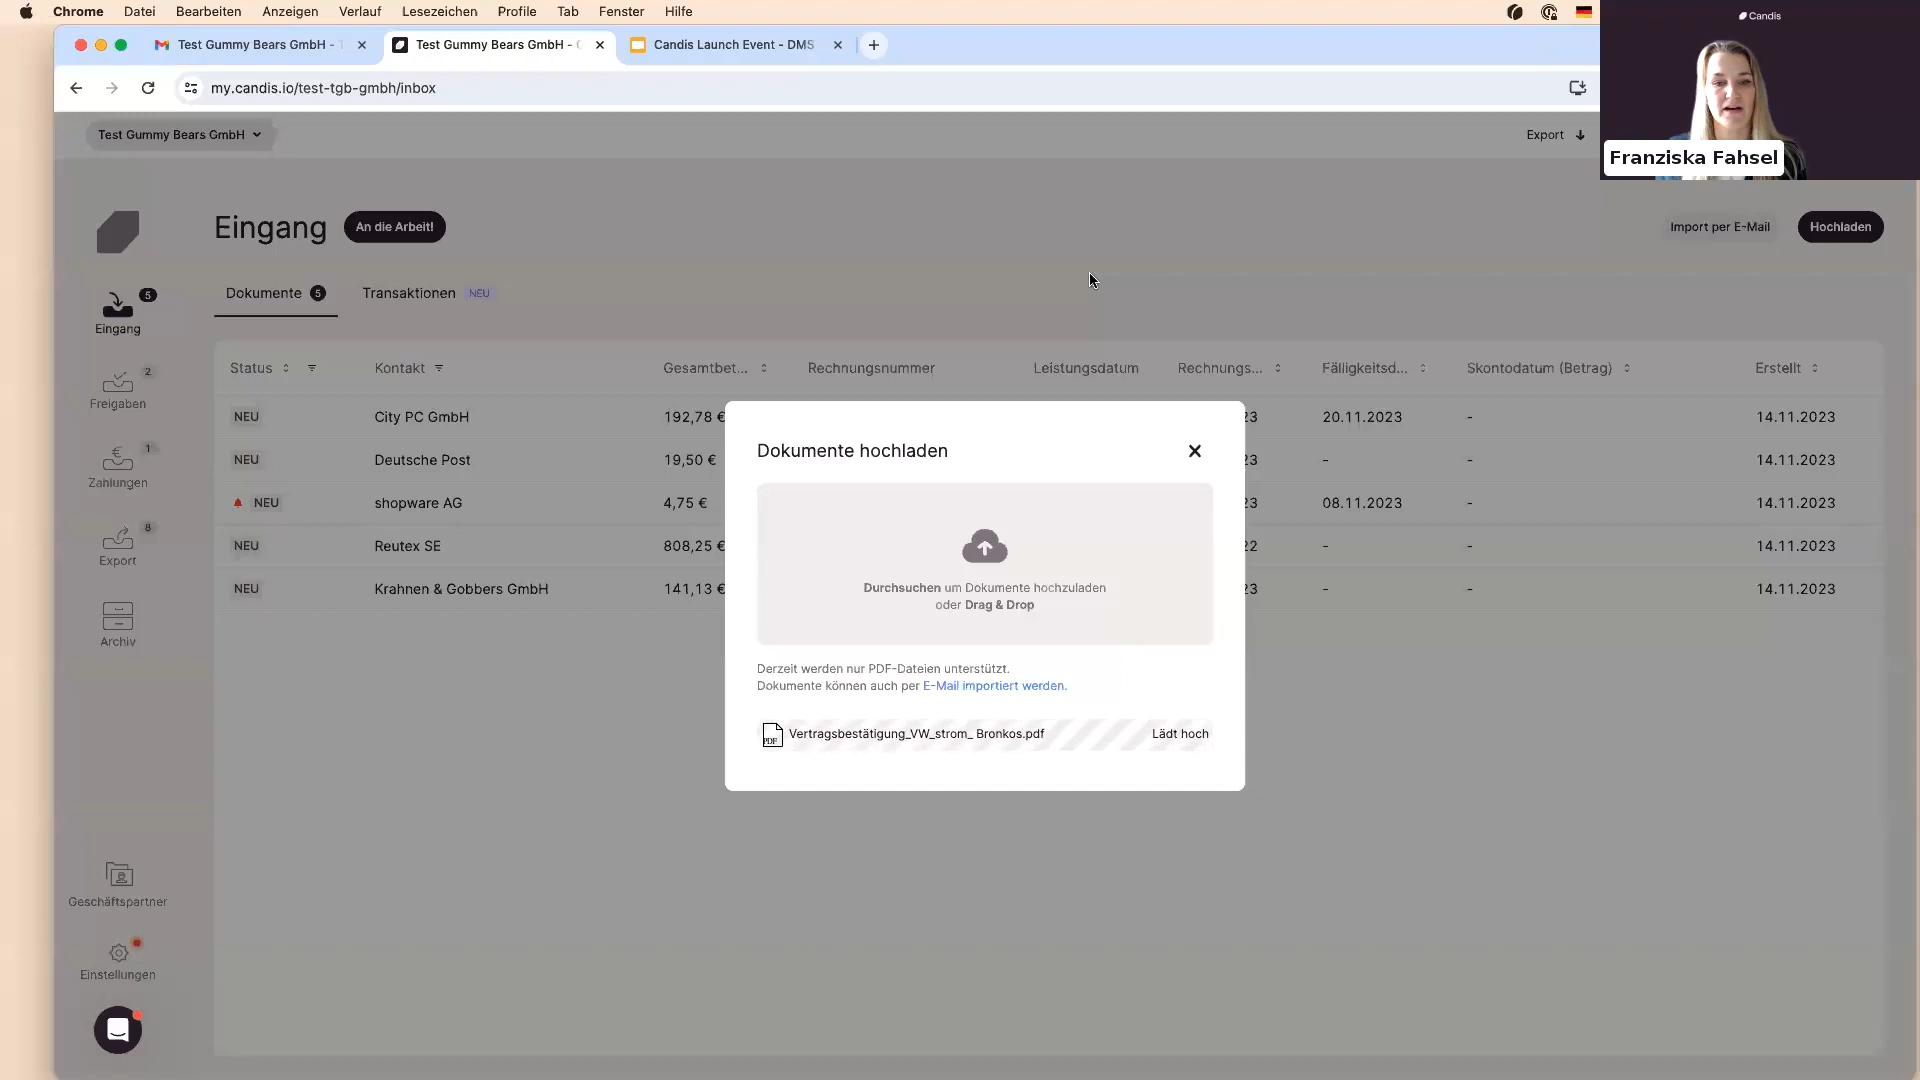 Chrome Datei Bearbeiten Anzeigen Verlauf Lesezeichen Profile Tab Fenster Hilfe
Candis
Test Gummy Bears GmbH -
Test Gummy Bears GmbH -
Candis Launch Event - DMS
my.candis.io/test-tgb-gmbh/inbox
Test Gummy Bears GmbH
Export
Franziska Fahsel
Eingang
An die Arbeit!
Import per E-Mail
Hochladen
Dokumente 5
Transaktionen NEU
5
Eingang
2
Freigaben
1
Zahlungen
8
Export
Archiv
Geschäftspartner
Einstellungen
Status Kontakt Gesamtbet... Rechnungsnummer Leistungsdatum Rechnungs... Fälligkeitsd... Skontodatum (Betrag) Erstellt
NEU City PC GmbH 192,78 € 23 20.11.2023 - 14.11.2023
NEU Deutsche Post 19,50 € 23 - - 14.11.2023
NEU shopware AG 4,75 € 23 08.11.2023 - 14.11.2023
NEU Reutex SE 808,25 € 22 - - 14.11.2023
NEU Krahnen & Gobbers GmbH 141,13 € 23 - - 14.11.2023
Dokumente hochladen
Durchsuchen um Dokumente hochzuladen
oder Drag & Drop
Derzeit werden nur PDF-Dateien unterstützt.
Dokumente können auch per E-Mail importiert werden.
PDF Vertragsbestätigung_VW_strom_ Bronkos.pdf Lädt hoch